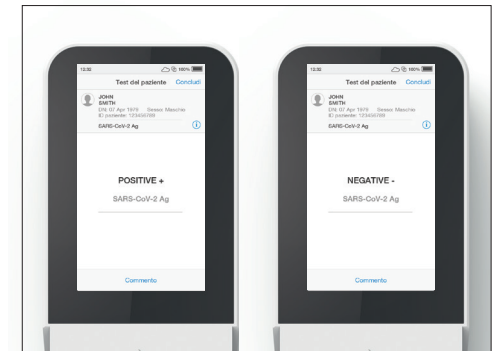 12:32 100%
Test del paziente Concludi
JOHN
SMITH
DN: 07 Apr 1979 Sesso: Maschio
ID paziente: 123456789
SARS-CoV-2 Ag
POSITIVE +
SARS-CoV-2 Ag
Commento
12:32 100%
Test del paziente Concludi
JOHN
SMITH
DN: 07 Apr 1979 Sesso: Maschio
ID paziente: 123456789
SARS-CoV-2 Ag
NEGATIVE -
SARS-CoV-2 Ag
Commento